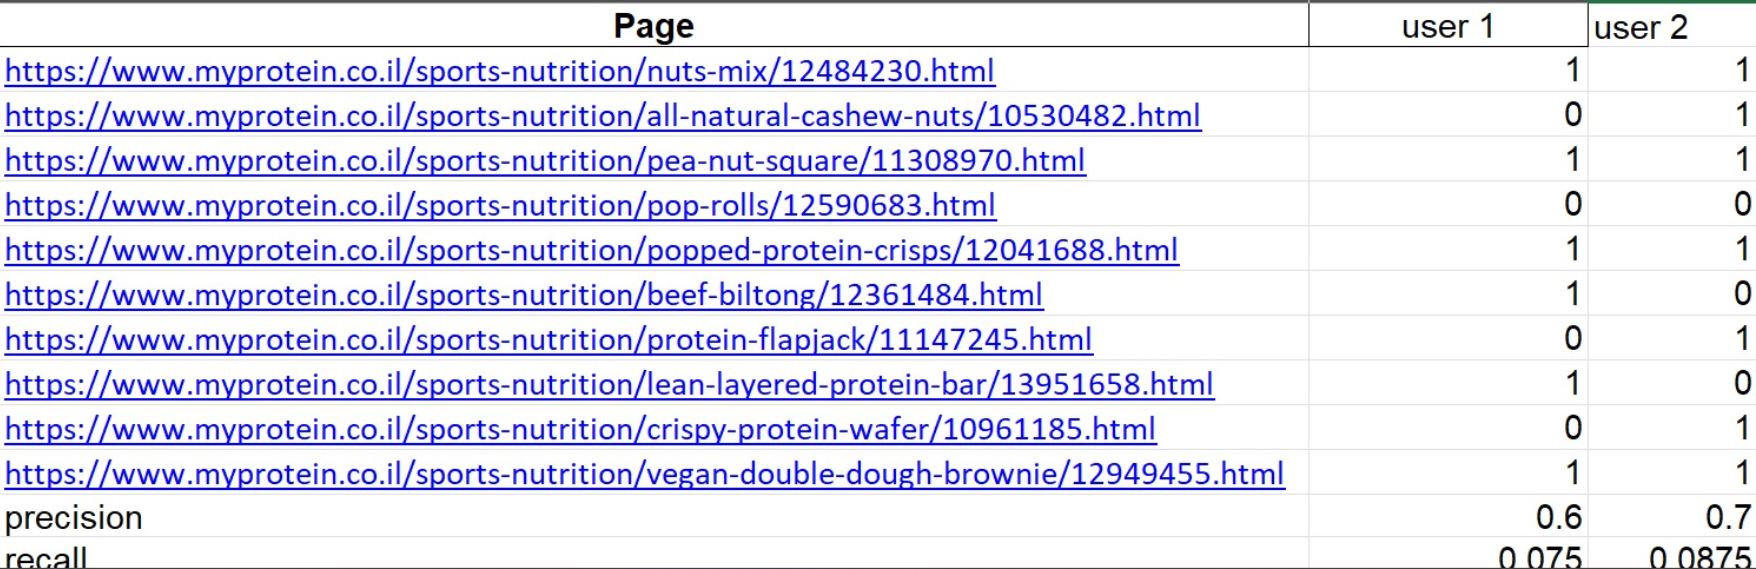 Page user 1 user 2
https://www.myprotein.co.il/sports-nutrition/nuts-mix/12484230.html 1 1
https://www.myprotein.co.il/sports-nutrition/all-natural-cashew-nuts/10530482.html 0 1
https://www.myprotein.co.il/sports-nutrition/pea-nut-square/11308970.html 1 1
https://www.myprotein.co.il/sports-nutrition/pop-rolls/12590683.html 0 0
https://www.myprotein.co.il/sports-nutrition/popped-protein-crisps/12041688.html 1 1
https://www.myprotein.co.il/sports-nutrition/beef-biltong/12361484.html 1 0
https://www.myprotein.co.il/sports-nutrition/protein-flapjack/11147245.html 0 1
https://www.myprotein.co.il/sports-nutrition/lean-layered-protein-bar/13951658.html 1 0
https://www.myprotein.co.il/sports-nutrition/crispy-protein-wafer/10961185.html 0 1
https://www.myprotein.co.il/sports-nutrition/vegan-double-dough-brownie/12949455.html 1 1
precision 0.6 0.7
recall 0.075 0.0875